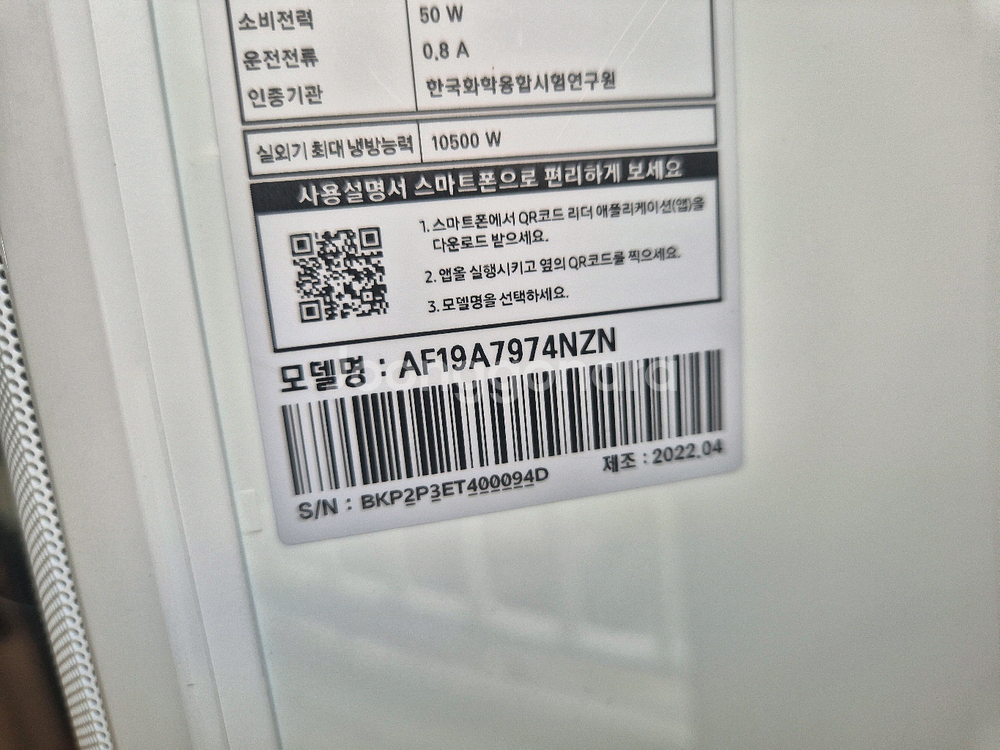 소비전력 50 W
운전전류 0.8 A
인증기관 한국화학융합시험연구원
실외기 최대 냉방능력 10500 W
사용설명서 스마트폰으로 편리하게 보세요
1. 스마트폰에서 QR코드 리더 애플리케이션(앱)을
다운로드 받으세요.
2. 앱을 실행시키고 옆의 QR코드를 찍으세요.
3. 모델명을 선택하세요.
모델명 : AF19A7974NZN
joonggonara
S/N : BKP2P3ET400094D 제조 : 2022.04